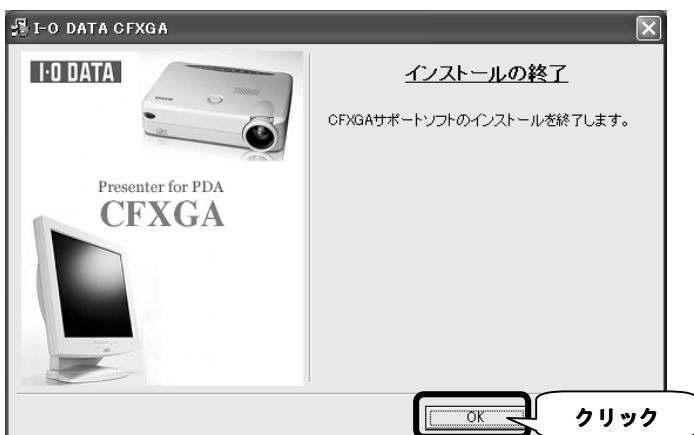 I-O DATA CFXGA
I·O DATA
Presenter for PDA
CFXGA
インストールの終了
CFXGAサポートソフトのインストールを終了します。
OK
クリック